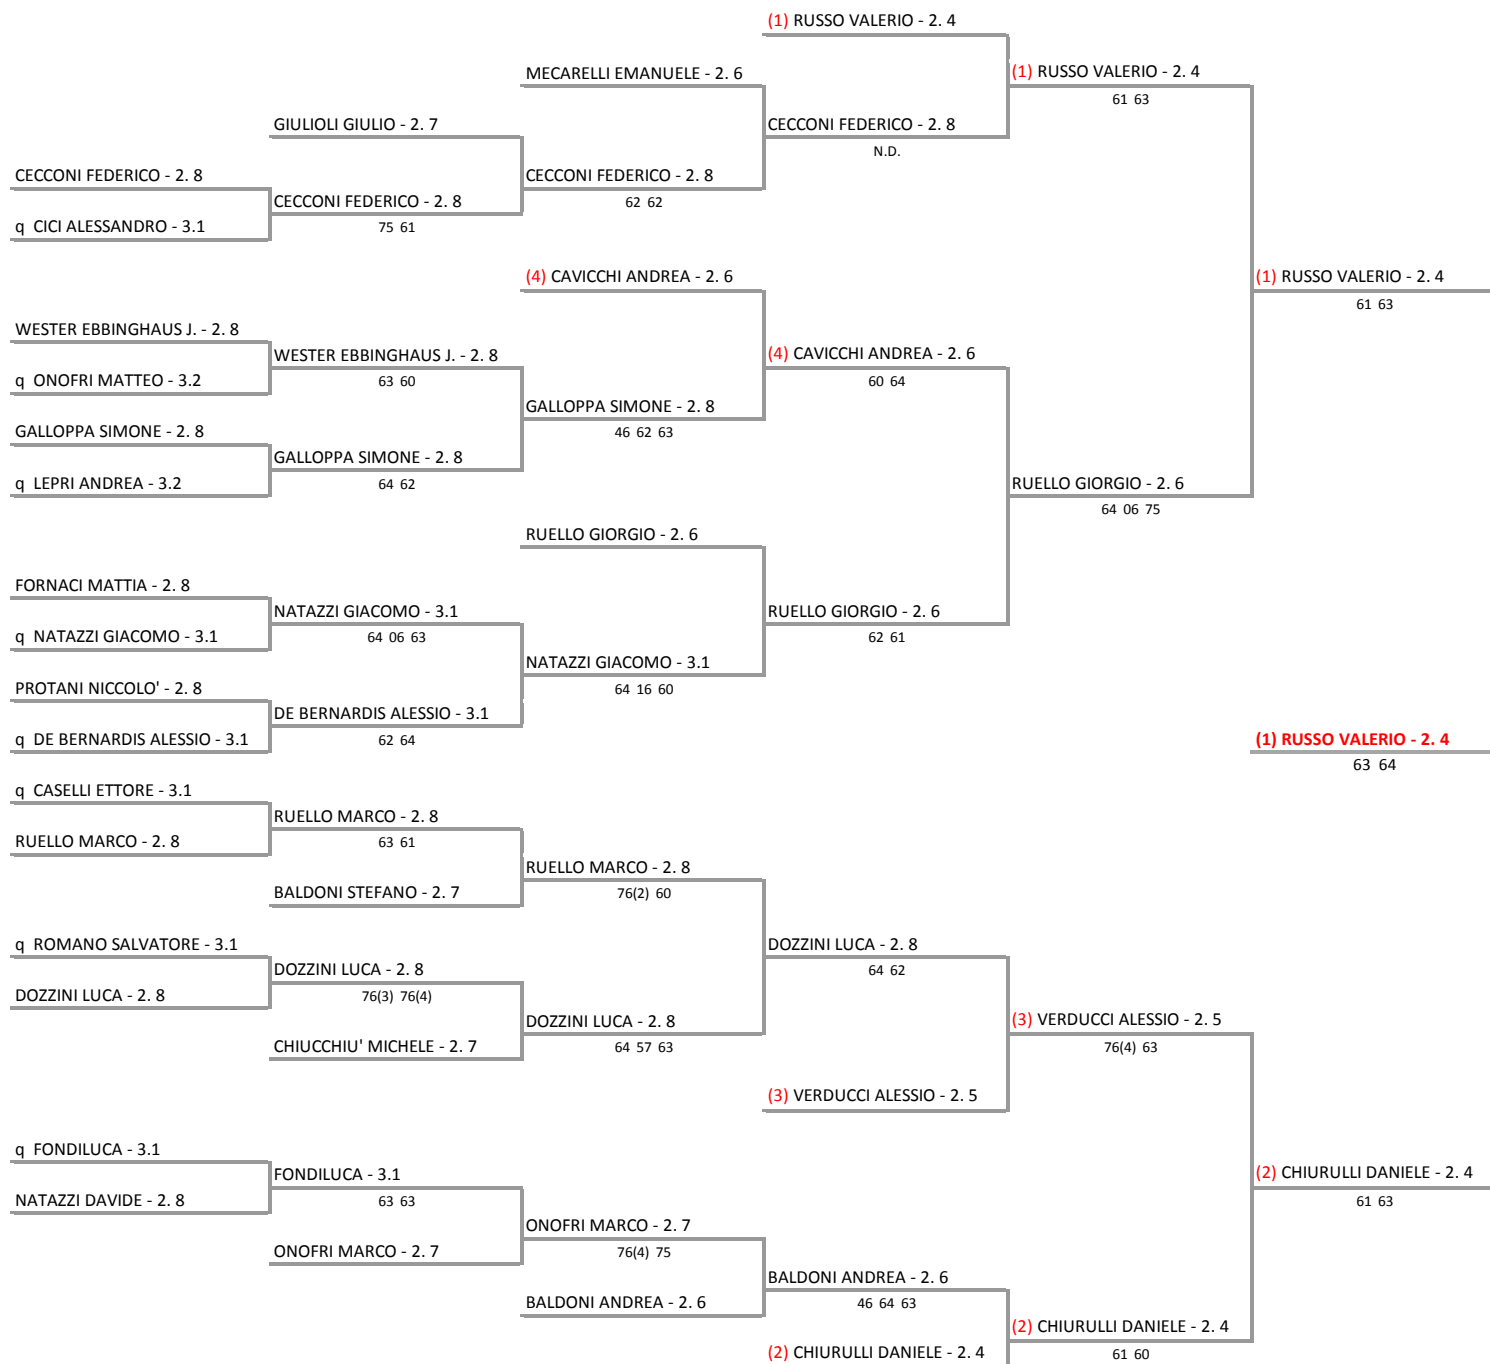 (1) RUSSO VALERIO - 2. 4
MECARELLI EMANUELE - 2. 6
(1) RUSSO VALERIO - 2. 4
61 63
GIULIOLI GIULIO - 2. 7
CECCONI FEDERICO - 2. 8
N.D.
CECCONI FEDERICO - 2. 8
CECCONI FEDERICO - 2. 8
62 62
CECCONI FEDERICO - 2. 8
75 61
q CICI ALESSANDRO - 3.1
(4) CAVICCHI ANDREA - 2. 6
(1) RUSSO VALERIO - 2. 4
61 63
WESTER EBBINGHAUS J. - 2. 8
WESTER EBBINGHAUS J. - 2. 8
63 60
(4) CAVICCHI ANDREA - 2. 6
60 64
q ONOFRI MATTEO - 3.2
GALLOPPA SIMONE - 2. 8
46 62 63
GALLOPPA SIMONE - 2. 8
GALLOPPA SIMONE - 2. 8
64 62
q LEPRI ANDREA - 3.2
RUELLO GIORGIO - 2. 6
64 06 75
RUELLO GIORGIO - 2. 6
FORNACI MATTIA - 2. 8
NATAZZI GIACOMO - 3.1
64 06 63
RUELLO GIORGIO - 2. 6
62 61
q NATAZZI GIACOMO - 3.1
NATAZZI GIACOMO - 3.1
64 16 60
PROTANI NICCOLO' - 2. 8
DE BERNARDIS ALESSIO - 3.1
62 64
q DE BERNARDIS ALESSIO - 3.1
(1) RUSSO VALERIO - 2. 4
63 64
q CASELLI ETTORE - 3.1
RUELLO MARCO - 2. 8
63 61
RUELLO MARCO - 2. 8
RUELLO MARCO - 2. 8
76(2) 60
BALDONI STEFANO - 2. 7
q ROMANO SALVATORE - 3.1
DOZZINI LUCA - 2. 8
64 62
DOZZINI LUCA - 2. 8
76(3) 76(4)
DOZZINI LUCA - 2. 8
DOZZINI LUCA - 2. 8
64 57 63
(3) VERDUCCI ALESSIO - 2. 5
76(4) 63
CHIUCCHIU' MICHELE - 2. 7
(3) VERDUCCI ALESSIO - 2. 5
q FONDILUCA - 3.1
FONDILUCA - 3.1
63 63
(2) CHIURULLI DANIELE - 2. 4
61 63
NATAZZI DAVIDE - 2. 8
ONOFRI MARCO - 2. 7
76(4) 75
ONOFRI MARCO - 2. 7
BALDONI ANDREA - 2. 6
46 64 63
BALDONI ANDREA - 2. 6
(2) CHIURULLI DANIELE - 2. 4
61 60
(2) CHIURULLI DANIELE - 2. 4